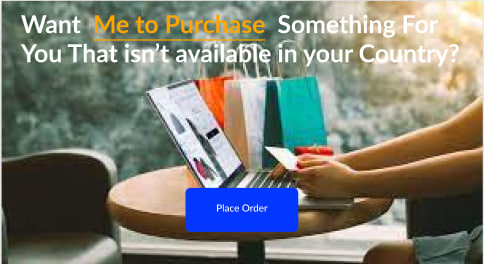 Want Me to Purchase Something For
You That isn't available in your Country?
Place Order